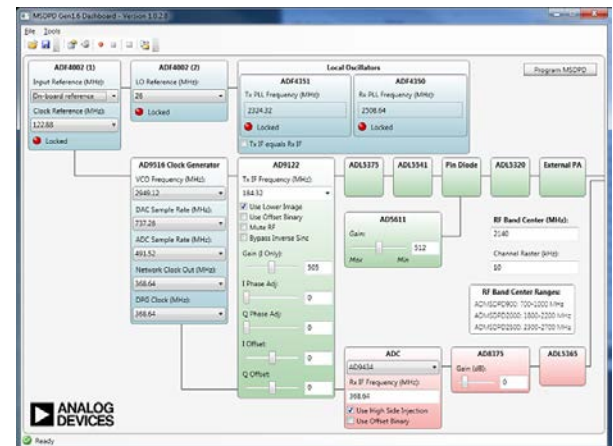 MSDPD Gen1.6 Dashboard - Version 1.0.2.8
File Tools
ADF4002 (1)
Input Reference (MHz):
On-board reference
Clock Reference (MHz):
122.88
Locked
ADF4002 (2)
LO Reference (MHz):
26
Locked
Local Oscillators
ADF4351
Tx PLL Frequency (MHz):
2324.32
Locked
Tx IF equals Rx IF
ADF4350
Rx PLL Frequency (MHz):
2508.64
Locked
Program MSDPD
AD9516 Clock Generator
VCO Frequency (MHz):
2949.12
DAC Sample Rate (MHz):
737.28
ADC Sample Rate (MHz):
491.52
Network Clock Out (MHz):
368.64
DPG Clock (MHz):
368.64
AD9122
Tx IF Frequency (MHz):
184.32
Use Lower Image
Use Offset Binary
Mute RF
Bypass Inverse Sinc
Gain (I Only):
505
I Phase Adj:
0
Q Phase Adj:
0
I Offset:
0
Q Offset:
0
ADL5375
ADL5541
Pin Diode
ADL5320
External PA
AD5611
Gain:
512
Max Min
RF Band Center (MHz):
2140
Channel Raster (kHz):
10
RF Band Center Ranges:
ADMSDPD900: 700-1000 MHz
ADMSDPD2000: 1800-2200 MHz
ADMSDPD2500: 2300-2700 MHz
ADC
AD9434
Rx IF Frequency (MHz):
368.64
Use High Side Injection
Use Offset Binary
AD8375
Gain (dB):
0
ADL5365
ANALOG
DEVICES
Ready